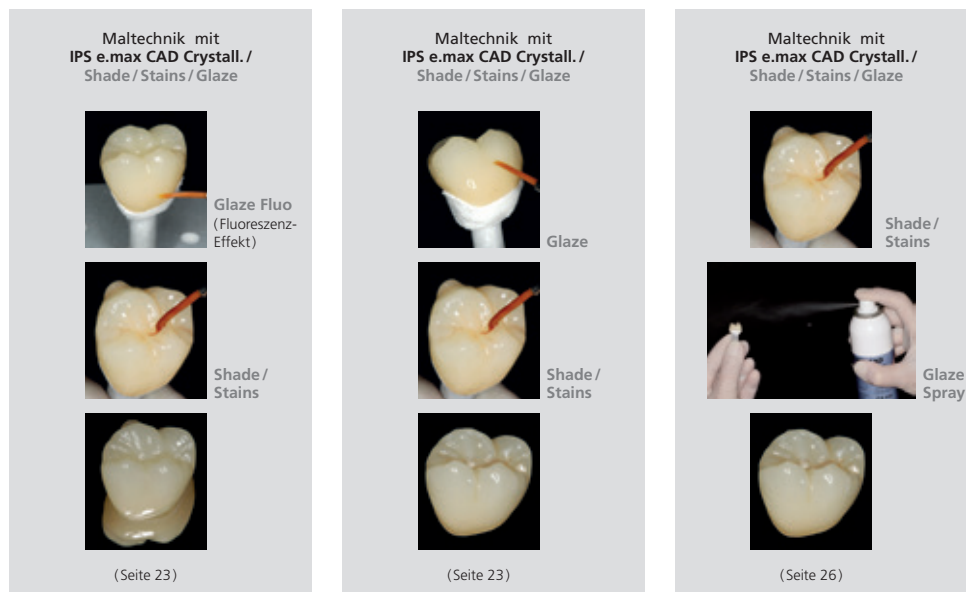 Maltechnik mit
IPS e.max CAD Crystall./
Shade/Stains/Glaze
Glaze Fluo
(Fluoreszenz-
Effekt)
Shade/
Stains
(Seite 23)
Maltechnik mit
IPS e.max CAD Crystall./
Shade/Stains/Glaze
Glaze
Shade/
Stains
(Seite 23)
Maltechnik mit
IPS e.max CAD Crystall./
Shade/Stains/Glaze
Shade/
Stains
Glaze
Spray
(Seite 26)